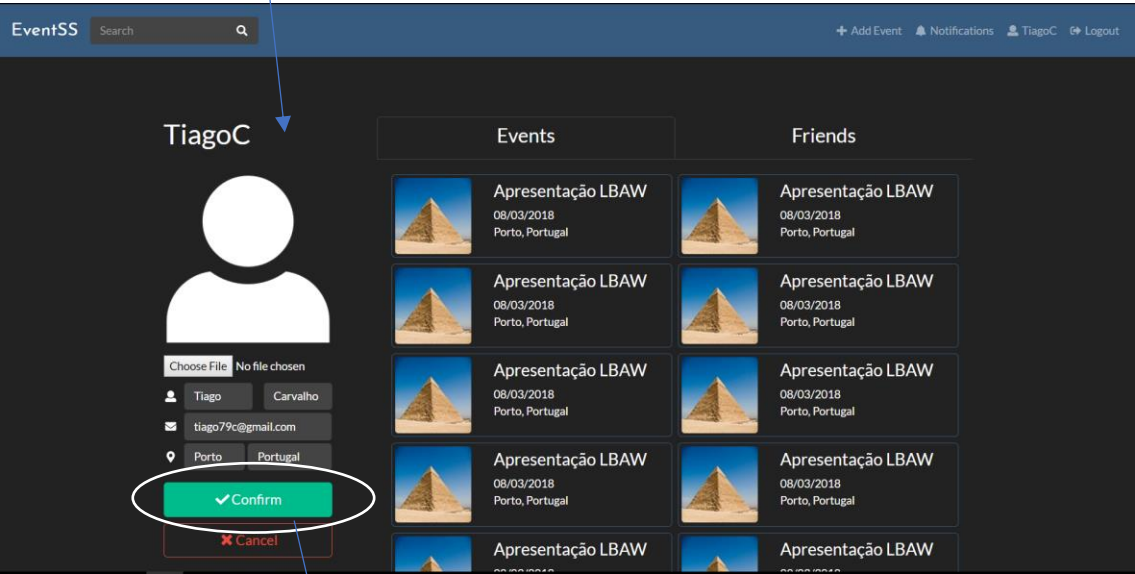 EventSS Search Add Event Notifications TiagoC Logout
TiagoC
Events Friends
Apresentação LBAW
08/03/2018
Porto, Portugal
Apresentação LBAW
08/03/2018
Porto, Portugal
Apresentação LBAW
08/03/2018
Porto, Portugal
Apresentação LBAW
08/03/2018
Porto, Portugal
Apresentação LBAW
08/03/2018
Porto, Portugal
Apresentação LBAW
08/03/2018
Porto, Portugal
Apresentação LBAW
08/03/2018
Porto, Portugal
Apresentação LBAW
08/03/2018
Porto, Portugal
Apresentação LBAW
Apresentação LBAW
Choose File No file chosen
Tiago Carvalho
tiago79c@gmail.com
Porto Portugal
Confirm
Cancel